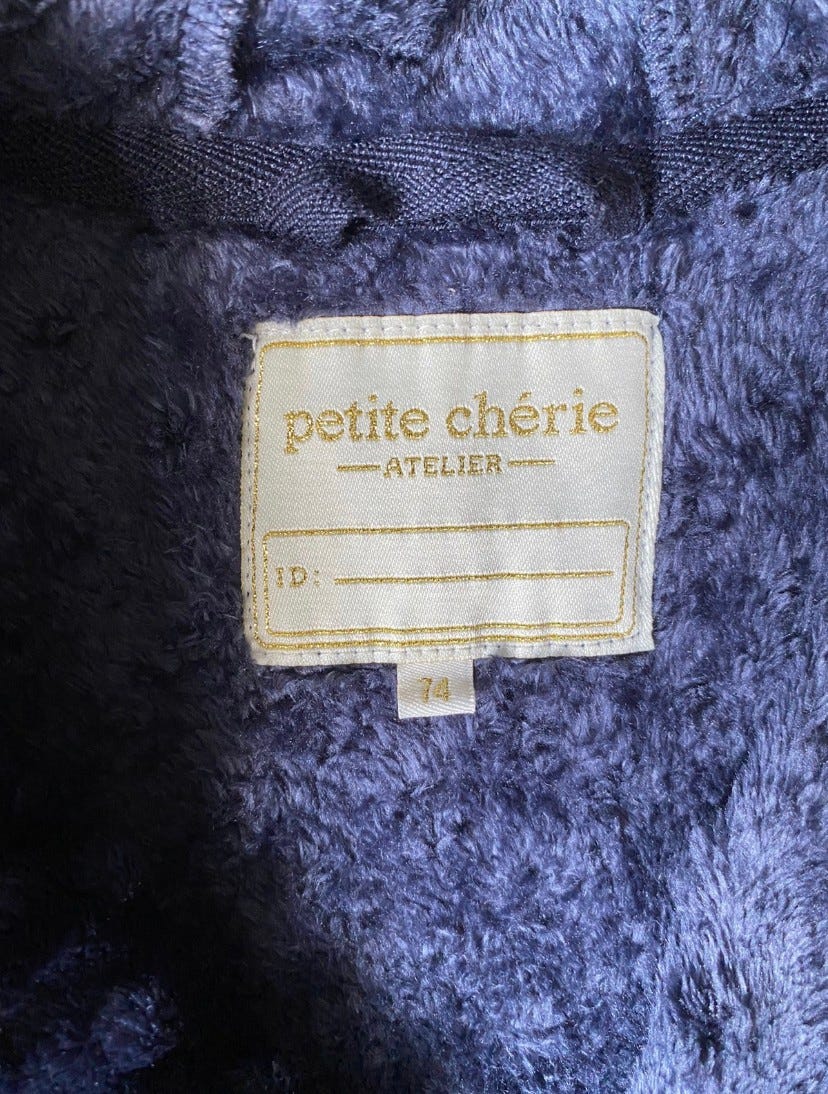 petite chérie
ATELIER
ID:
74